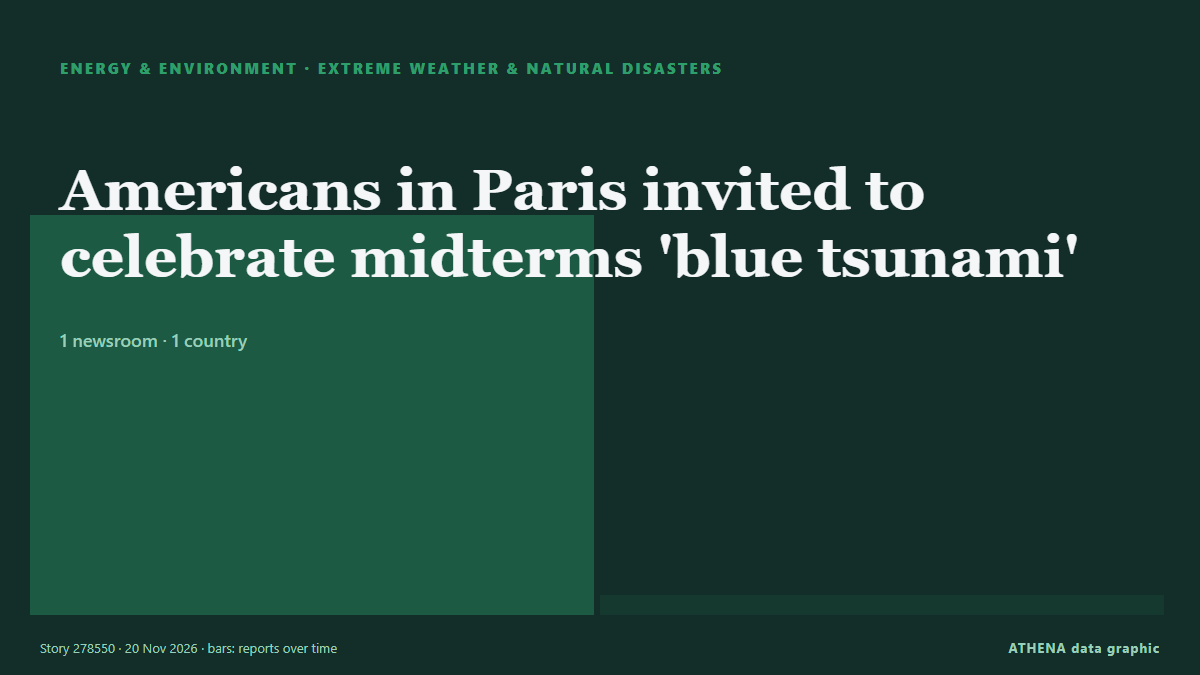 ENERGY & ENVIRONMENT · EXTREME WEATHER & NATURAL DISASTERS
Americans in Paris invited to
celebrate midterms 'blue tsunami'
1 newsroom · 1 country
Story 278550 · 20 Nov 2026 · bars: reports over time
ATHENA data graphic